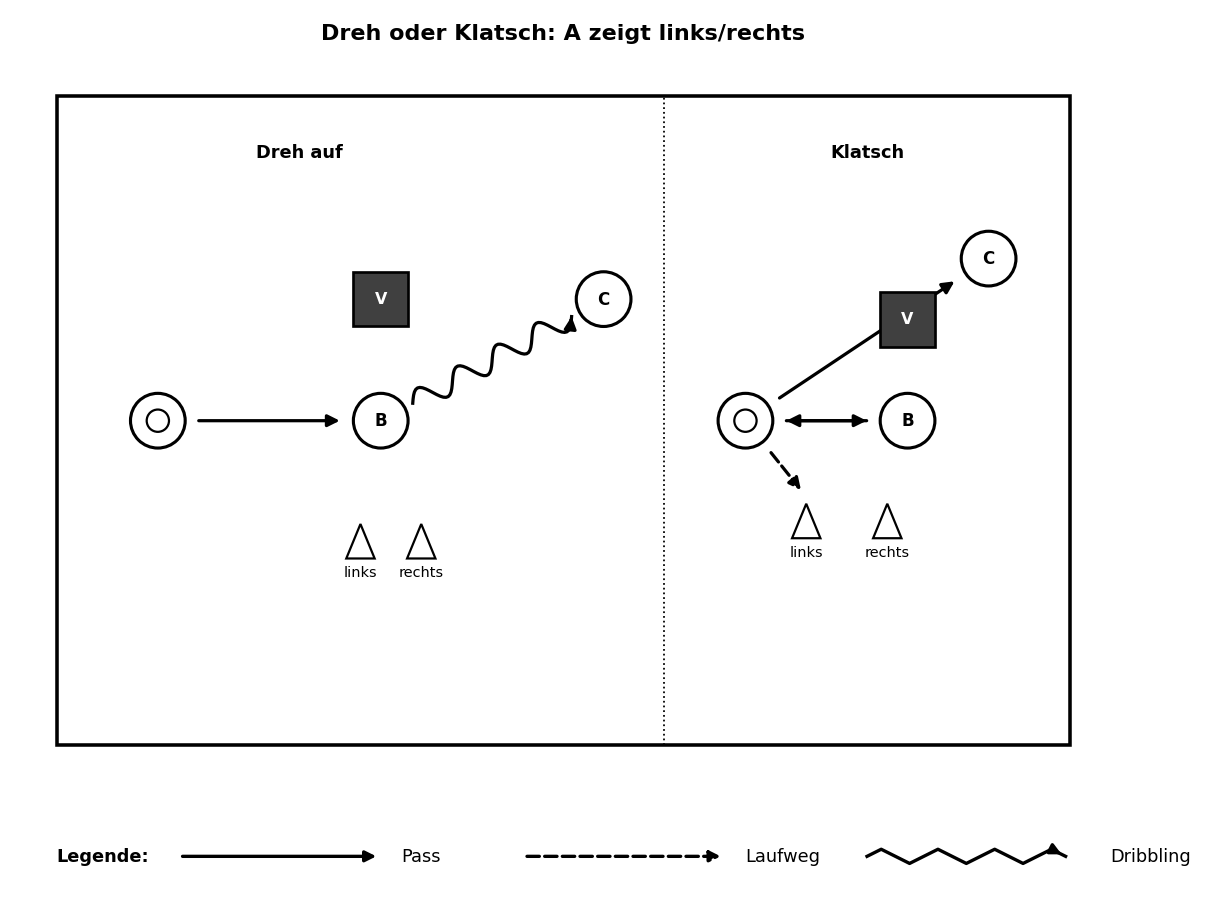 Dreh oder Klatsch: A zeigt links/rechts
Dreh auf
Klatsch
C
V
C
V
B
B
links
rechts
links
rechts
Legende:
Pass
Laufweg
Dribbling